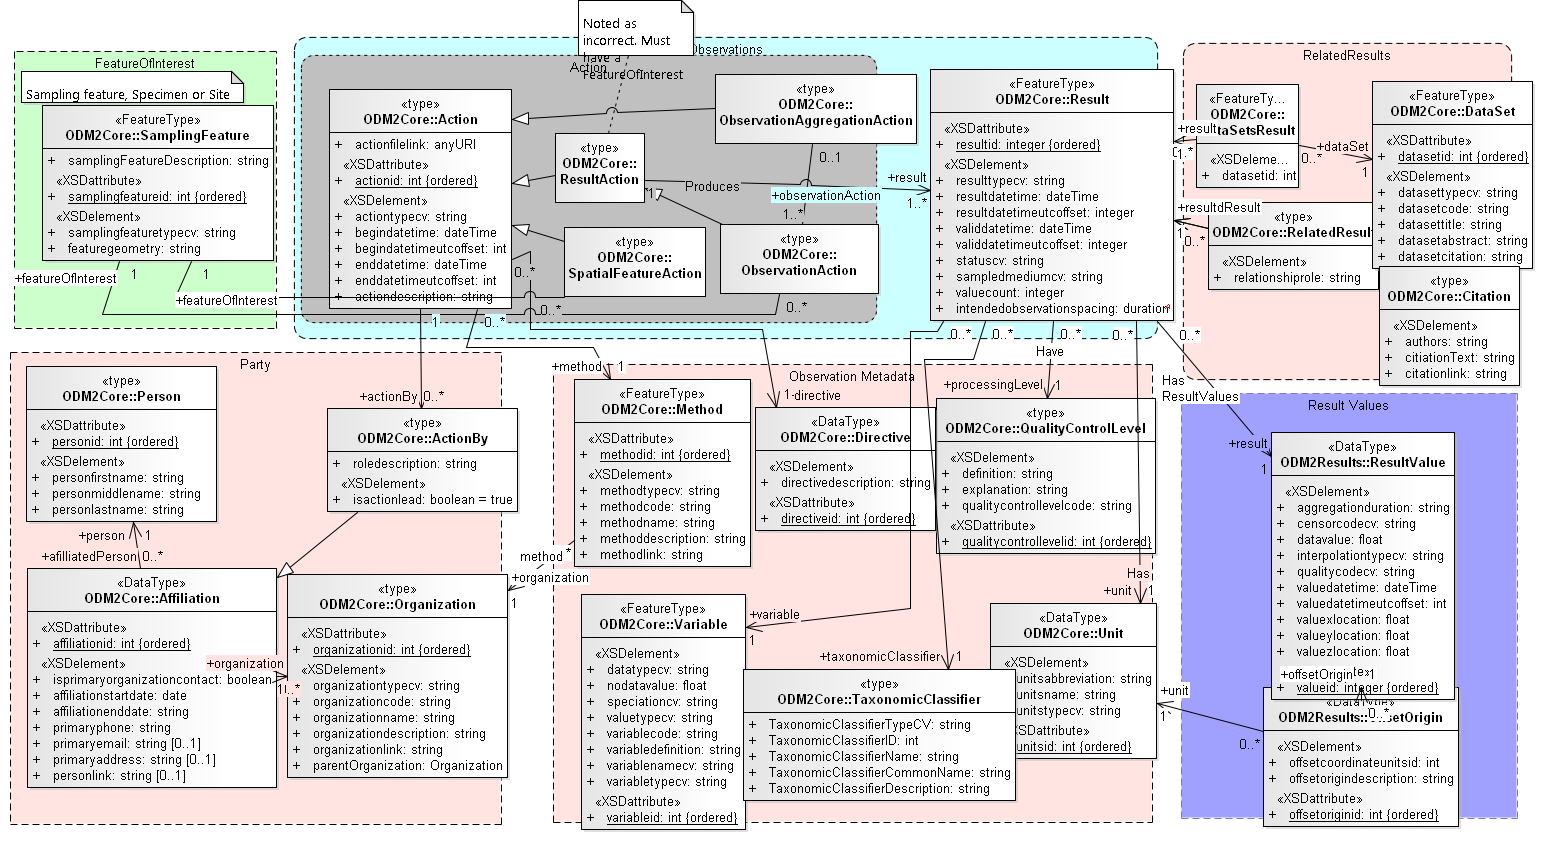 Noted as
incorrect. Must
have a
FeatureOfInterest
FeatureOfInterest
Sampling feature, Specimen or Site
«FeatureType»
ODM2Core::SamplingFeature
+ samplingFeatureDescription: string
«XSDattribute»
+ samplingfeatureid: int {ordered}
«XSDelement»
+ samplingfeaturetypecv: string
+ featuregeometry: string
+featureOfInterest
1
1
+featureOfInterest
Observations
Action
«type»
ODM2Core::Action
+ actionfilelink: anyURI
«XSDattribute»
+ actionid: int {ordered}
«XSDelement»
+ actiontypecv: string
+ begindatetime: dateTime
+ begindatetimeutcoffset: int
+ enddatetime: dateTime
+ enddatetimeutcoffset: int
+ actiondescription: string
«type»
ODM2Core::
ResultAction
«type»
ODM2Core::
ObservationAggregationAction
0..1
Produces
1
+observationAction
1..*
+result
1..*
«type»
ODM2Core::
SpatialFeatureAction
«type»
ODM2Core::
ObservationAction
0..*
0..*
0..*
0..*
1
«FeatureType»
ODM2Core::Result
«XSDattribute»
+ resultid: integer {ordered}
«XSDelement»
+ resulttypecv: string
+ resultdatetime: dateTime
+ resultdatetimeutcoffset: integer
+ validdatetime: dateTime
+ validdatetimeutcoffset: integer
+ statuscv: string
+ sampledmediumcv: string
+ valuecount: integer
+ intendedobservationspacing: duration
0..*
0..*
0..*
0..*
0..*
RelatedResults
«FeatureTy...
ODM2Core::
DataSetsResult
«XSDeleme...
+ datasetid: int
+result
0..*
+dataSet
1
«FeatureType»
ODM2Core::DataSet
«XSDattribute»
+ datasetid: int {ordered}
«XSDelement»
+ datasettypecv: string
+ datasetcode: string
+ datasettitle: string
+ datasetabstract: string
+ datasetcitation: string
+resultdResult
0..*
«type»
ODM2Core::RelatedResult
«XSDelement»
+ relationshiprole: string
«type»
ODM2Core::Citation
«XSDelement»
+ authors: string
+ citiationText: string
+ citationlink: string
Party
«type»
ODM2Core::Person
«XSDattribute»
+ personid: int {ordered}
«XSDelement»
+ personfirstname: string
+ personmiddlename: string
+ personlastname: string
+person
1
+afiliatedPerson
0..*
+actionBy
0..*
«type»
ODM2Core::ActionBy
+ roledescription: string
«XSDelement»
+ isactionlead: boolean = true
«DataType»
ODM2Core::Affiliation
«XSDattribute»
+ affiliationid: int {ordered}
«XSDelement»
+ isprimaryorganizationcontact: boolean
+ affiliationstartdate: date
+ affiliationenddate: string
+ primaryphone: string
+ primaryemail: string [0..1]
+ primaryaddress: string [0..1]
+ personlink: string [0..1]
+organization
«type»
ODM2Core::Organization
«XSDattribute»
+ organizationid: int {ordered}
«XSDelement»
+ organizationtypecv: string
+ organizationcode: string
+ organizationname: string
+ organizationdescription: string
+ organizationlink: string
+ parentOrganization: Organization
method
*
+organization
1
Observation Metadata
+method
1
«FeatureType»
ODM2Core::Method
«XSDattribute»
+ methodid: int {ordered}
«XSDelement»
+ methodtypecv: string
+ methodcode: string
+ methodname: string
+ methoddescription: string
+ methodlink: string
1
-directive
«DataType»
ODM2Core::Directive
«XSDelement»
+ directivedescription: string
«XSDattribute»
+ directiveid: int {ordered}
Have
+processingLevel
1
«type»
ODM2Core::QualityControlLevel
«XSDelement»
+ definition: string
+ explanation: string
+ qualitycontrollevelcode: string
«XSDattribute»
+ qualitycontrollevelid: int {ordered}
«FeatureType»
ODM2Core::Variable
«XSDelement»
+ datatypecv: string
+ nodatavalue: float
+ speciationcv: string
+ valuetypecv: string
+ variablecode: string
+ variabledefinition: string
+ variablenamecv: string
+ variabletypecv: string
«XSDattribute»
+ variableid: int {ordered}
+variable
1
+taxonomicClassifier
1
«type»
ODM2Core::TaxonomicClassifier
+ TaxonomicClassifierTypeCV: string
+ TaxonomicClassifierID: int
+ TaxonomicClassifierName: string
+ TaxonomicClassifierCommonName: string
+ TaxonomicClassifierDescription: string
Has
+unit
1
«DataType»
ODM2Core::Unit
«XSDelement»
unitsabbreviation: string
unitsname: string
unitstypecv: string
«XSDattribute»
unitsid: int {ordered}
+unit
1
0..*
Has
ResultValues
Result Values
+result
1
«DataType»
ODM2Results::ResultValue
«XSDelement»
+ aggregationduration: string
+ censorcodecv: string
+ datavalue: float
+ interpolationtypecv: string
+ qualitycodecv: string
+ valuedatetime: dateTime
+ valuedatetimeutcoffset: int
+ valuexlocation: float
+ valueylocation: float
+ valuezlocation: float
+offsetOrigin
1
+ valueid: integer {ordered}
0..*
«DataType»
ODM2Results::OffsetOrigin
«XSDelement»
+ offsetcoordinateunitsid: int
+ offsetorigindescription: string
«XSDattribute»
+ offsetoriginid: int {ordered}